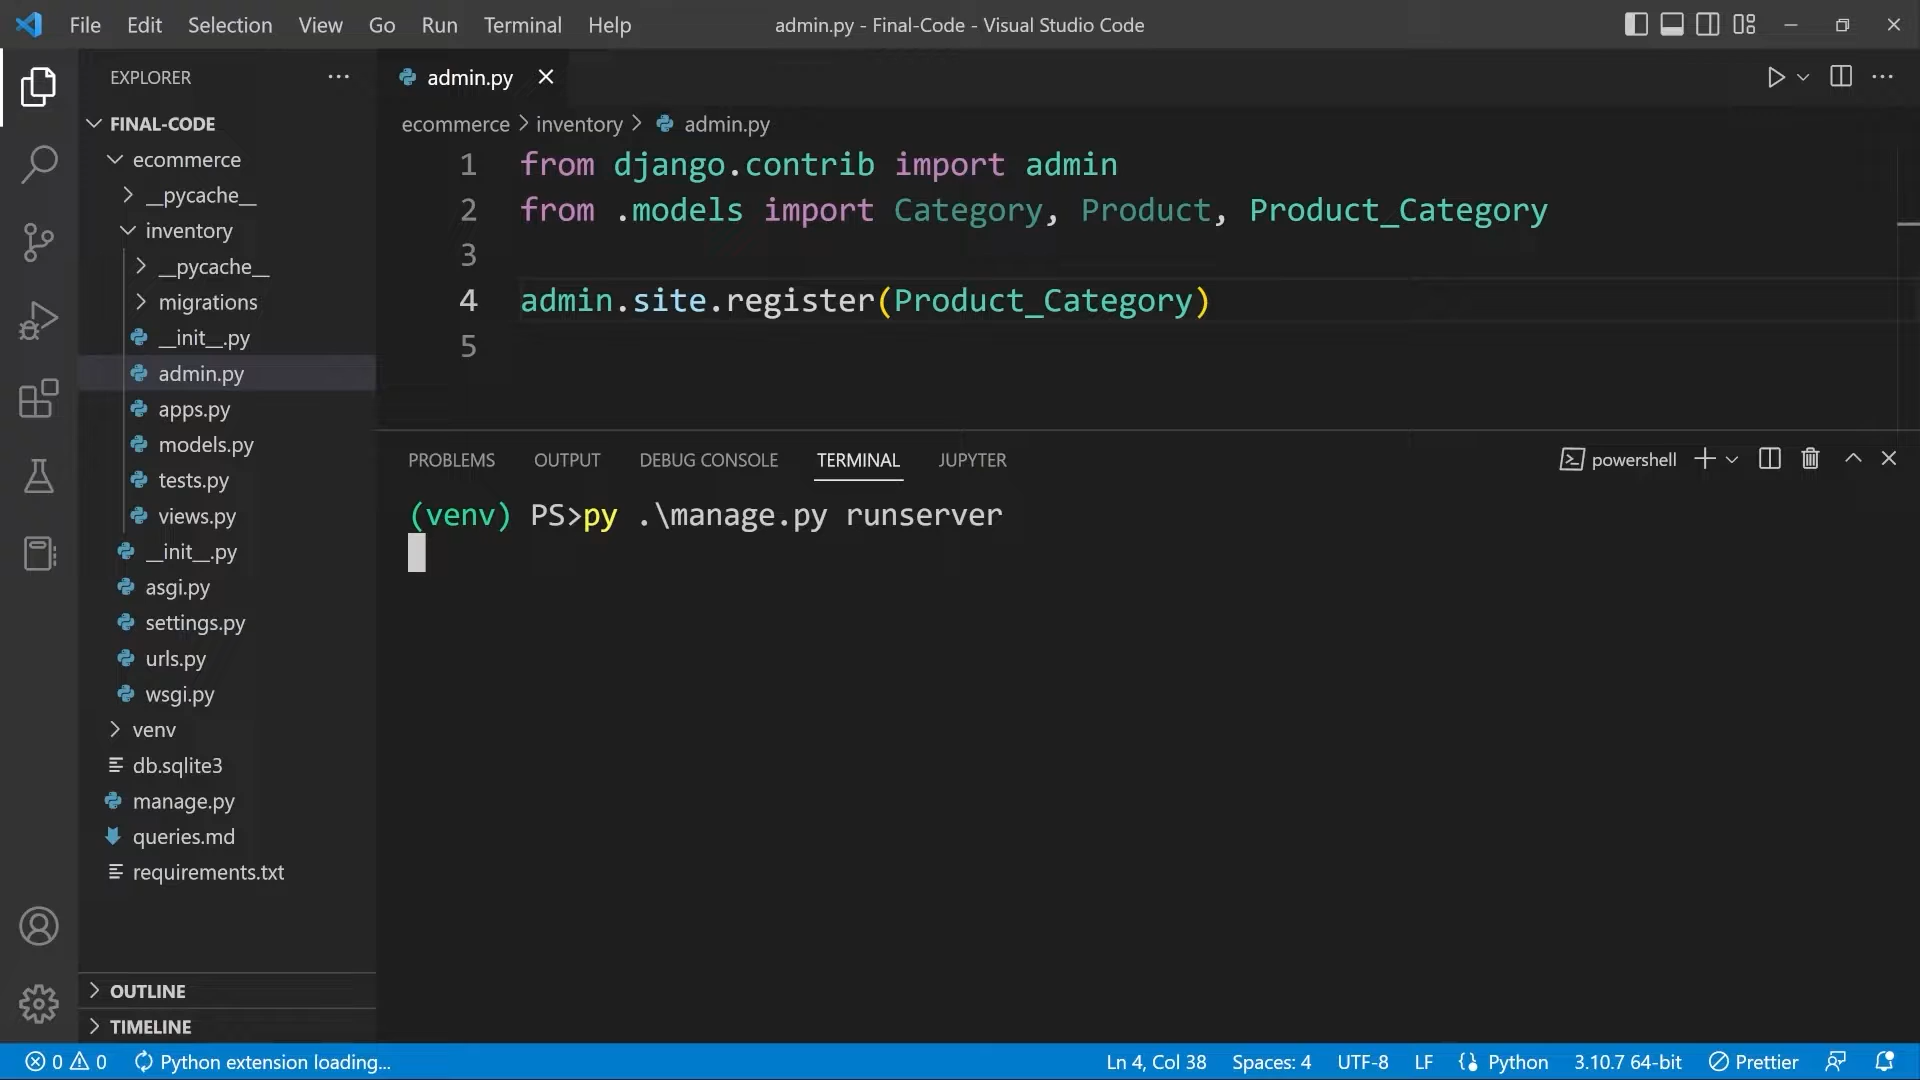 File Edit Selection View Go Run Terminal Help
admin.py - Final-Code - Visual Studio Code
EXPLORER
FINAL-CODE
ecommerce
__pycache__
inventory
__pycache__
migrations
__init__.py
admin.py
apps.py
models.py
tests.py
views.py
__init__.py
asgi.py
settings.py
urls.py
wsgi.py
venv
db.sqlite3
manage.py
queries.md
requirements.txt
OUTLINE
TIMELINE
admin.py
ecommerce > inventory > admin.py
1 from django.contrib import admin
2 from .models import Category, Product, Product_Category
3
4 admin.site.register(Product_Category)
5
PROBLEMS OUTPUT DEBUG CONSOLE TERMINAL JUPYTER
powershell
(venv) PS>py .\manage.py runserver
0 0 Python extension loading...
Ln 4, Col 38 Spaces: 4 UTF-8 LF Python 3.10.7 64-bit Prettier